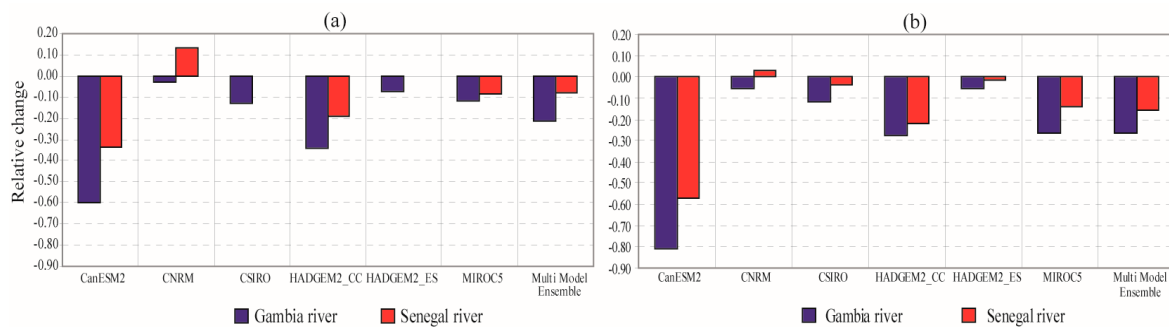 (a)
Relative change
0.20
0.10
0.00
-0.10
-0.20
-0.30
-0.40
-0.50
-0.60
-0.70
-0.80
-0.90
CanESM2 CNRM CSIRO HADGEM2_CC HADGEM2_ES MIROC5 Multi Model
Ensemble
Gambia river Senegal river
(b)
0.20
0.10
0.00
-0.10
-0.20
-0.30
-0.40
-0.50
-0.60
-0.70
-0.80
-0.90
CanESM2 CNRM CSIRO HADGEM2_CC HADGEM2_ES MIROC5 Multi Model
Ensemble
Gambia river Senegal river